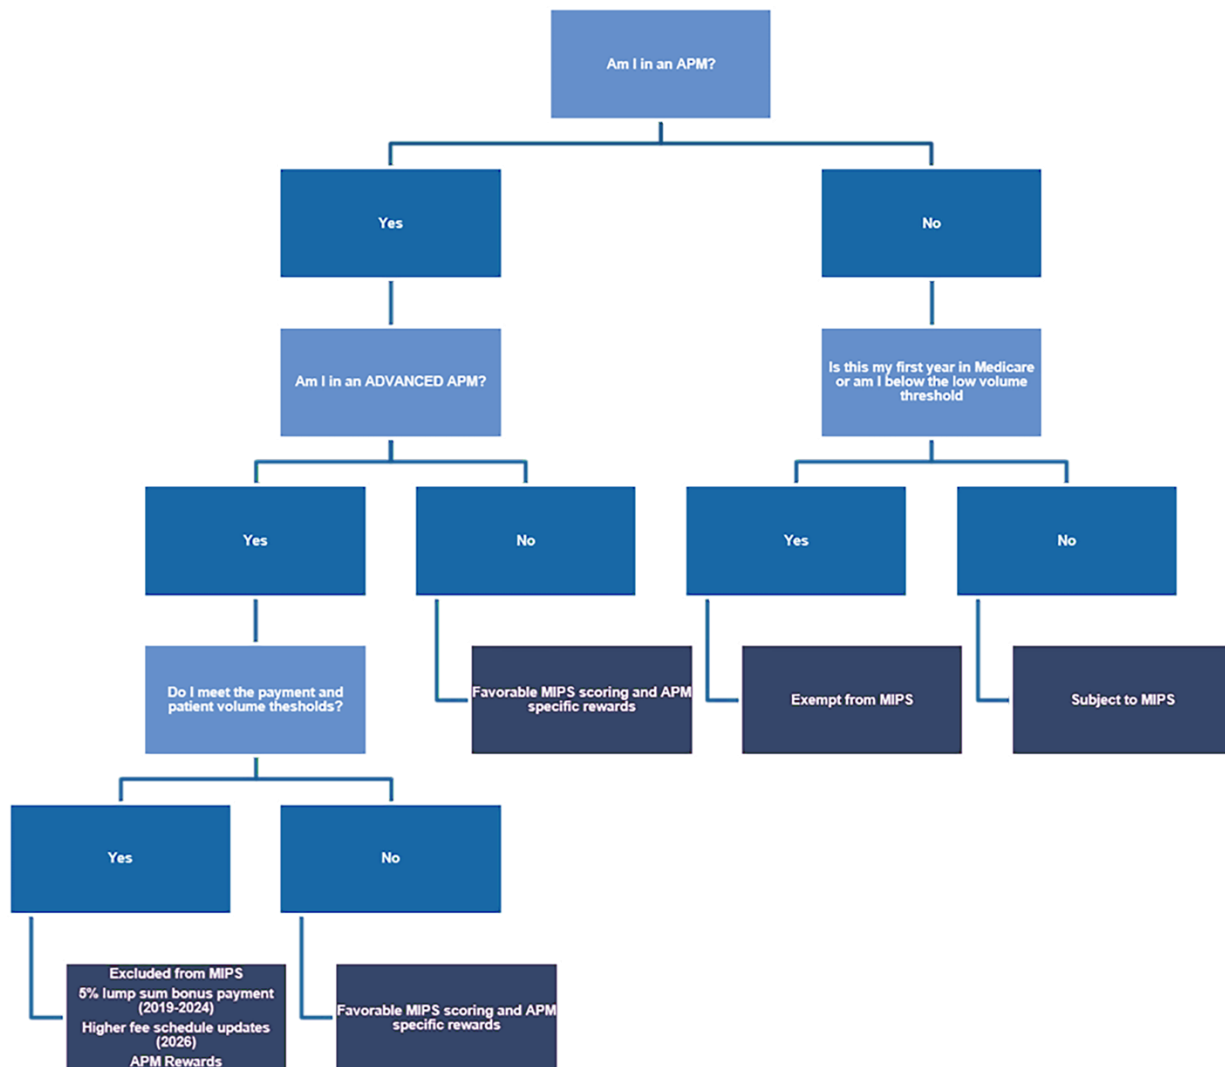 Am I in an APM?
Yes
No
Am I in an ADVANCED APM?
Is this my first year in Medicare
or am I below the low volume
threshold
Yes
No
Yes
No
Do I meet the payment and
patient volume thesholds?
Favorable MIPS scoring and APM
specific rewards
Exempt from MIPS
Subject to MIPS
Yes
No
Excluded from MIPS
5% lump sum bonus payment
(2019-2024)
Higher fee schedule updates
(2026)
APM Rewards
Favorable MIPS scoring and APM
specific rewards